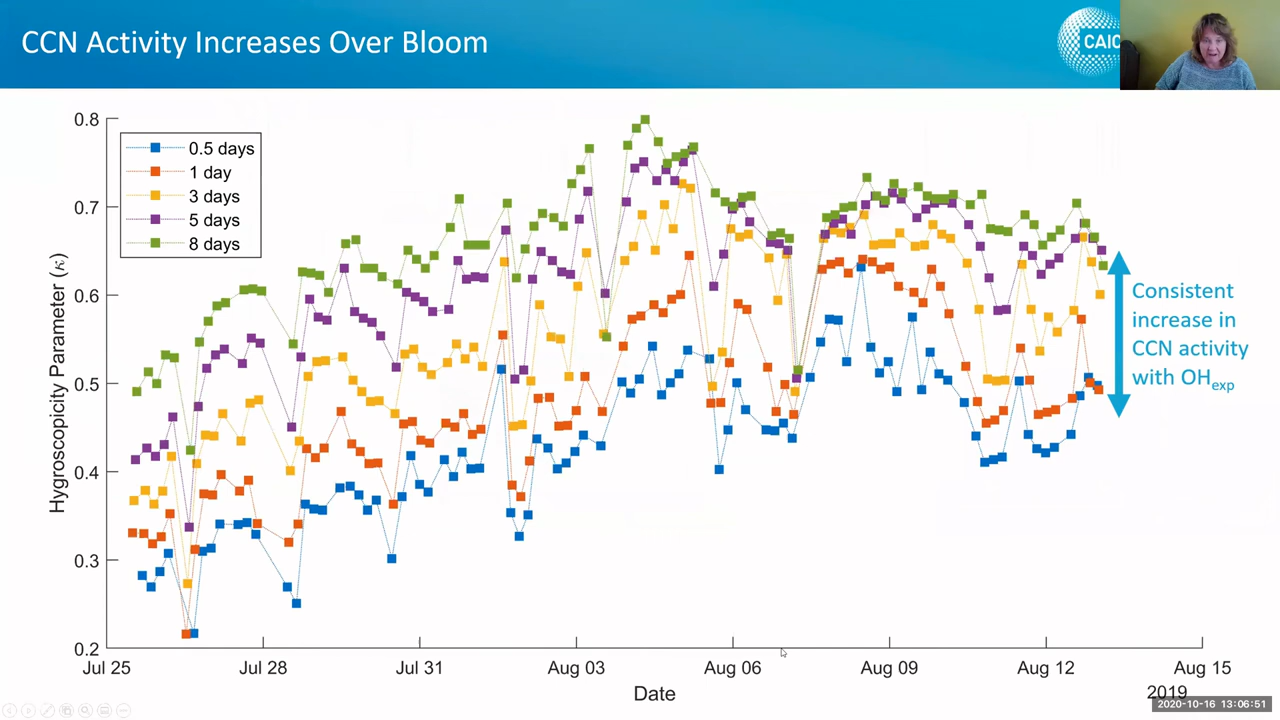 CCN Activity Increases Over Bloom
CAIC
0.8
0.7
0.6
0.5
0.4
0.3
0.2
Hygroscopicity Parameter (κ)
0.5 days
1 day
3 days
5 days
8 days
Consistent
increase in
CCN activity
with OHexp
Jul 25
Jul 28
Jul 31
Aug 03
Aug 06
Aug 09
Aug 12
Aug 15
Date
2019
2020-10-16 13:06:51